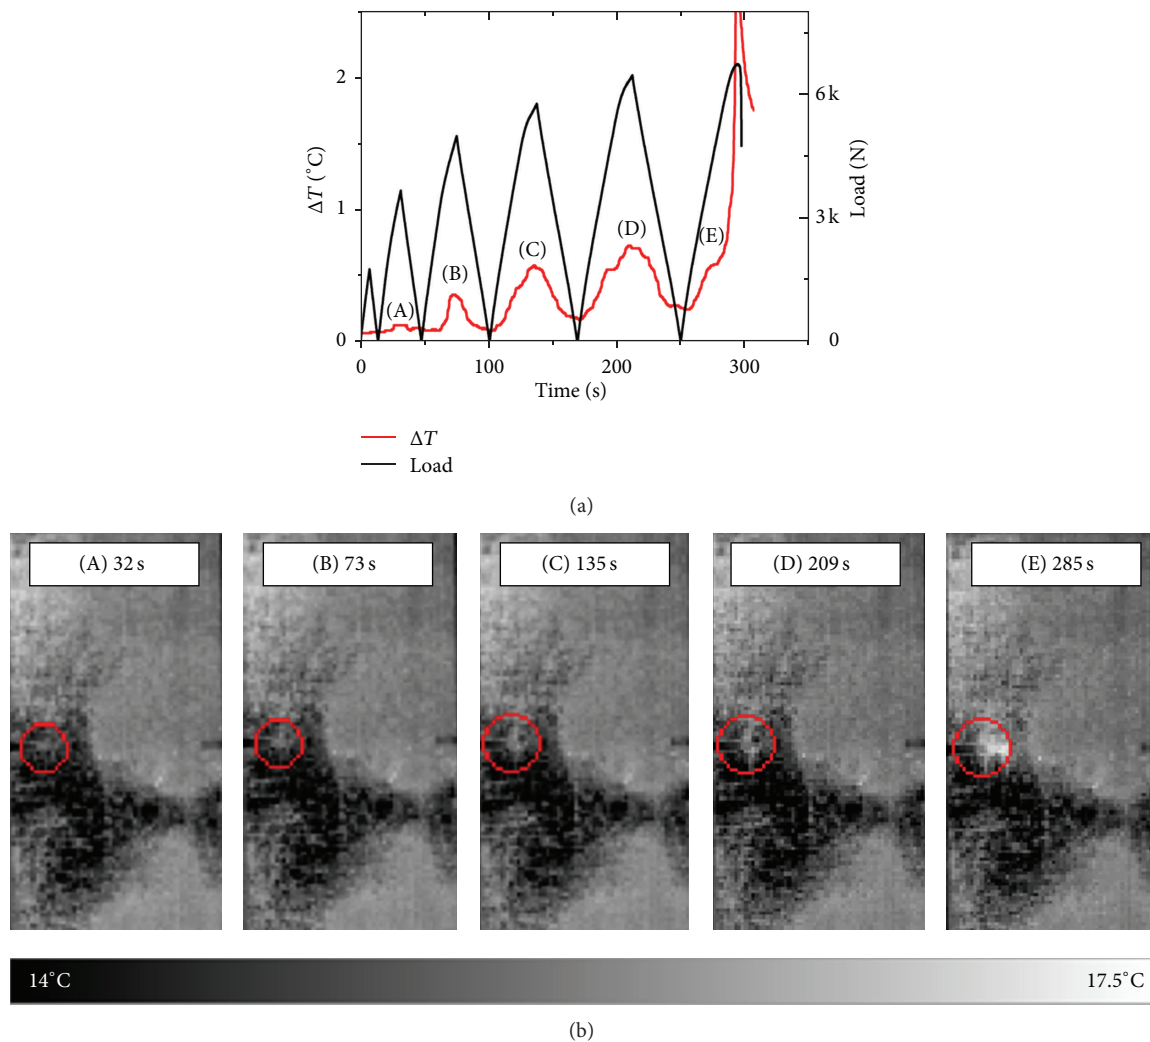 2
1
0
ΔT (°C)
6 k
3 k
0
Load (N)
(A)
(B)
(C)
(D)
(E)
0
100
200
300
Time (s)
ΔT
Load
(a)
(A) 32 s
(B) 73 s
(C) 135 s
(D) 209 s
(E) 285 s
14°C
17.5°C
(b)